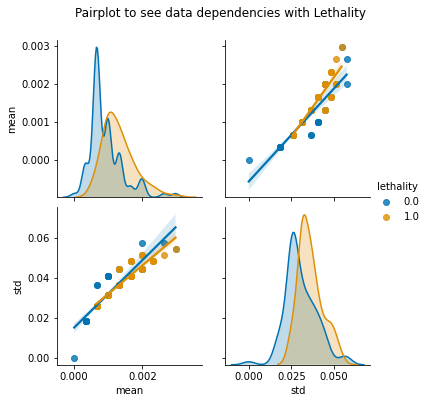 Pairplot to see data dependencies with Lethality
0.003
0.002
0.001
0.000
mean
lethality
0.0
1.0
0.06
0.04
0.02
0.00
std
0.000 0.002
mean
0.000 0.025 0.050
std